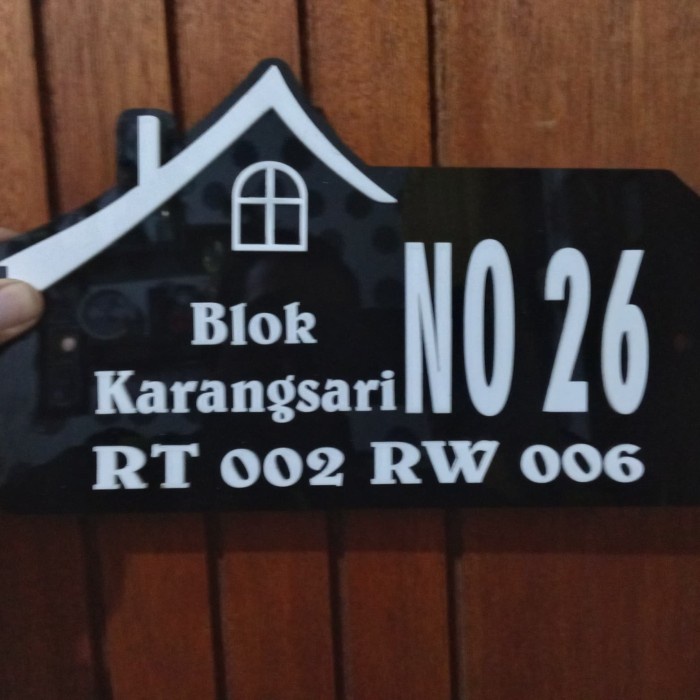 Blok
Karangsari
NO 26
RT 002 RW 006